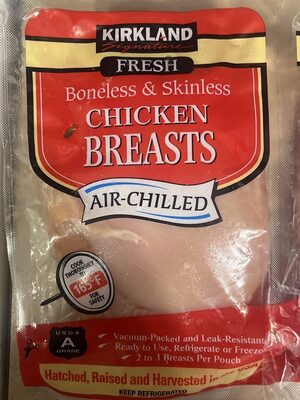 KIRKLAND
Signature
FRESH
Boneless & Skinless
CHICKEN
BREASTS
AIR-CHILLED
COOK
THOROUGHLY
TO
165°F
FOR
SAFETY
USDA
A
GRADE
Vacuum-Packed and Leak-Resistant
Ready to Use, Refrigerate or Freeze
2 to 3 Breasts Per Pouch
Hatched, Raised and Harvested in
KEEP REFRIGERATED